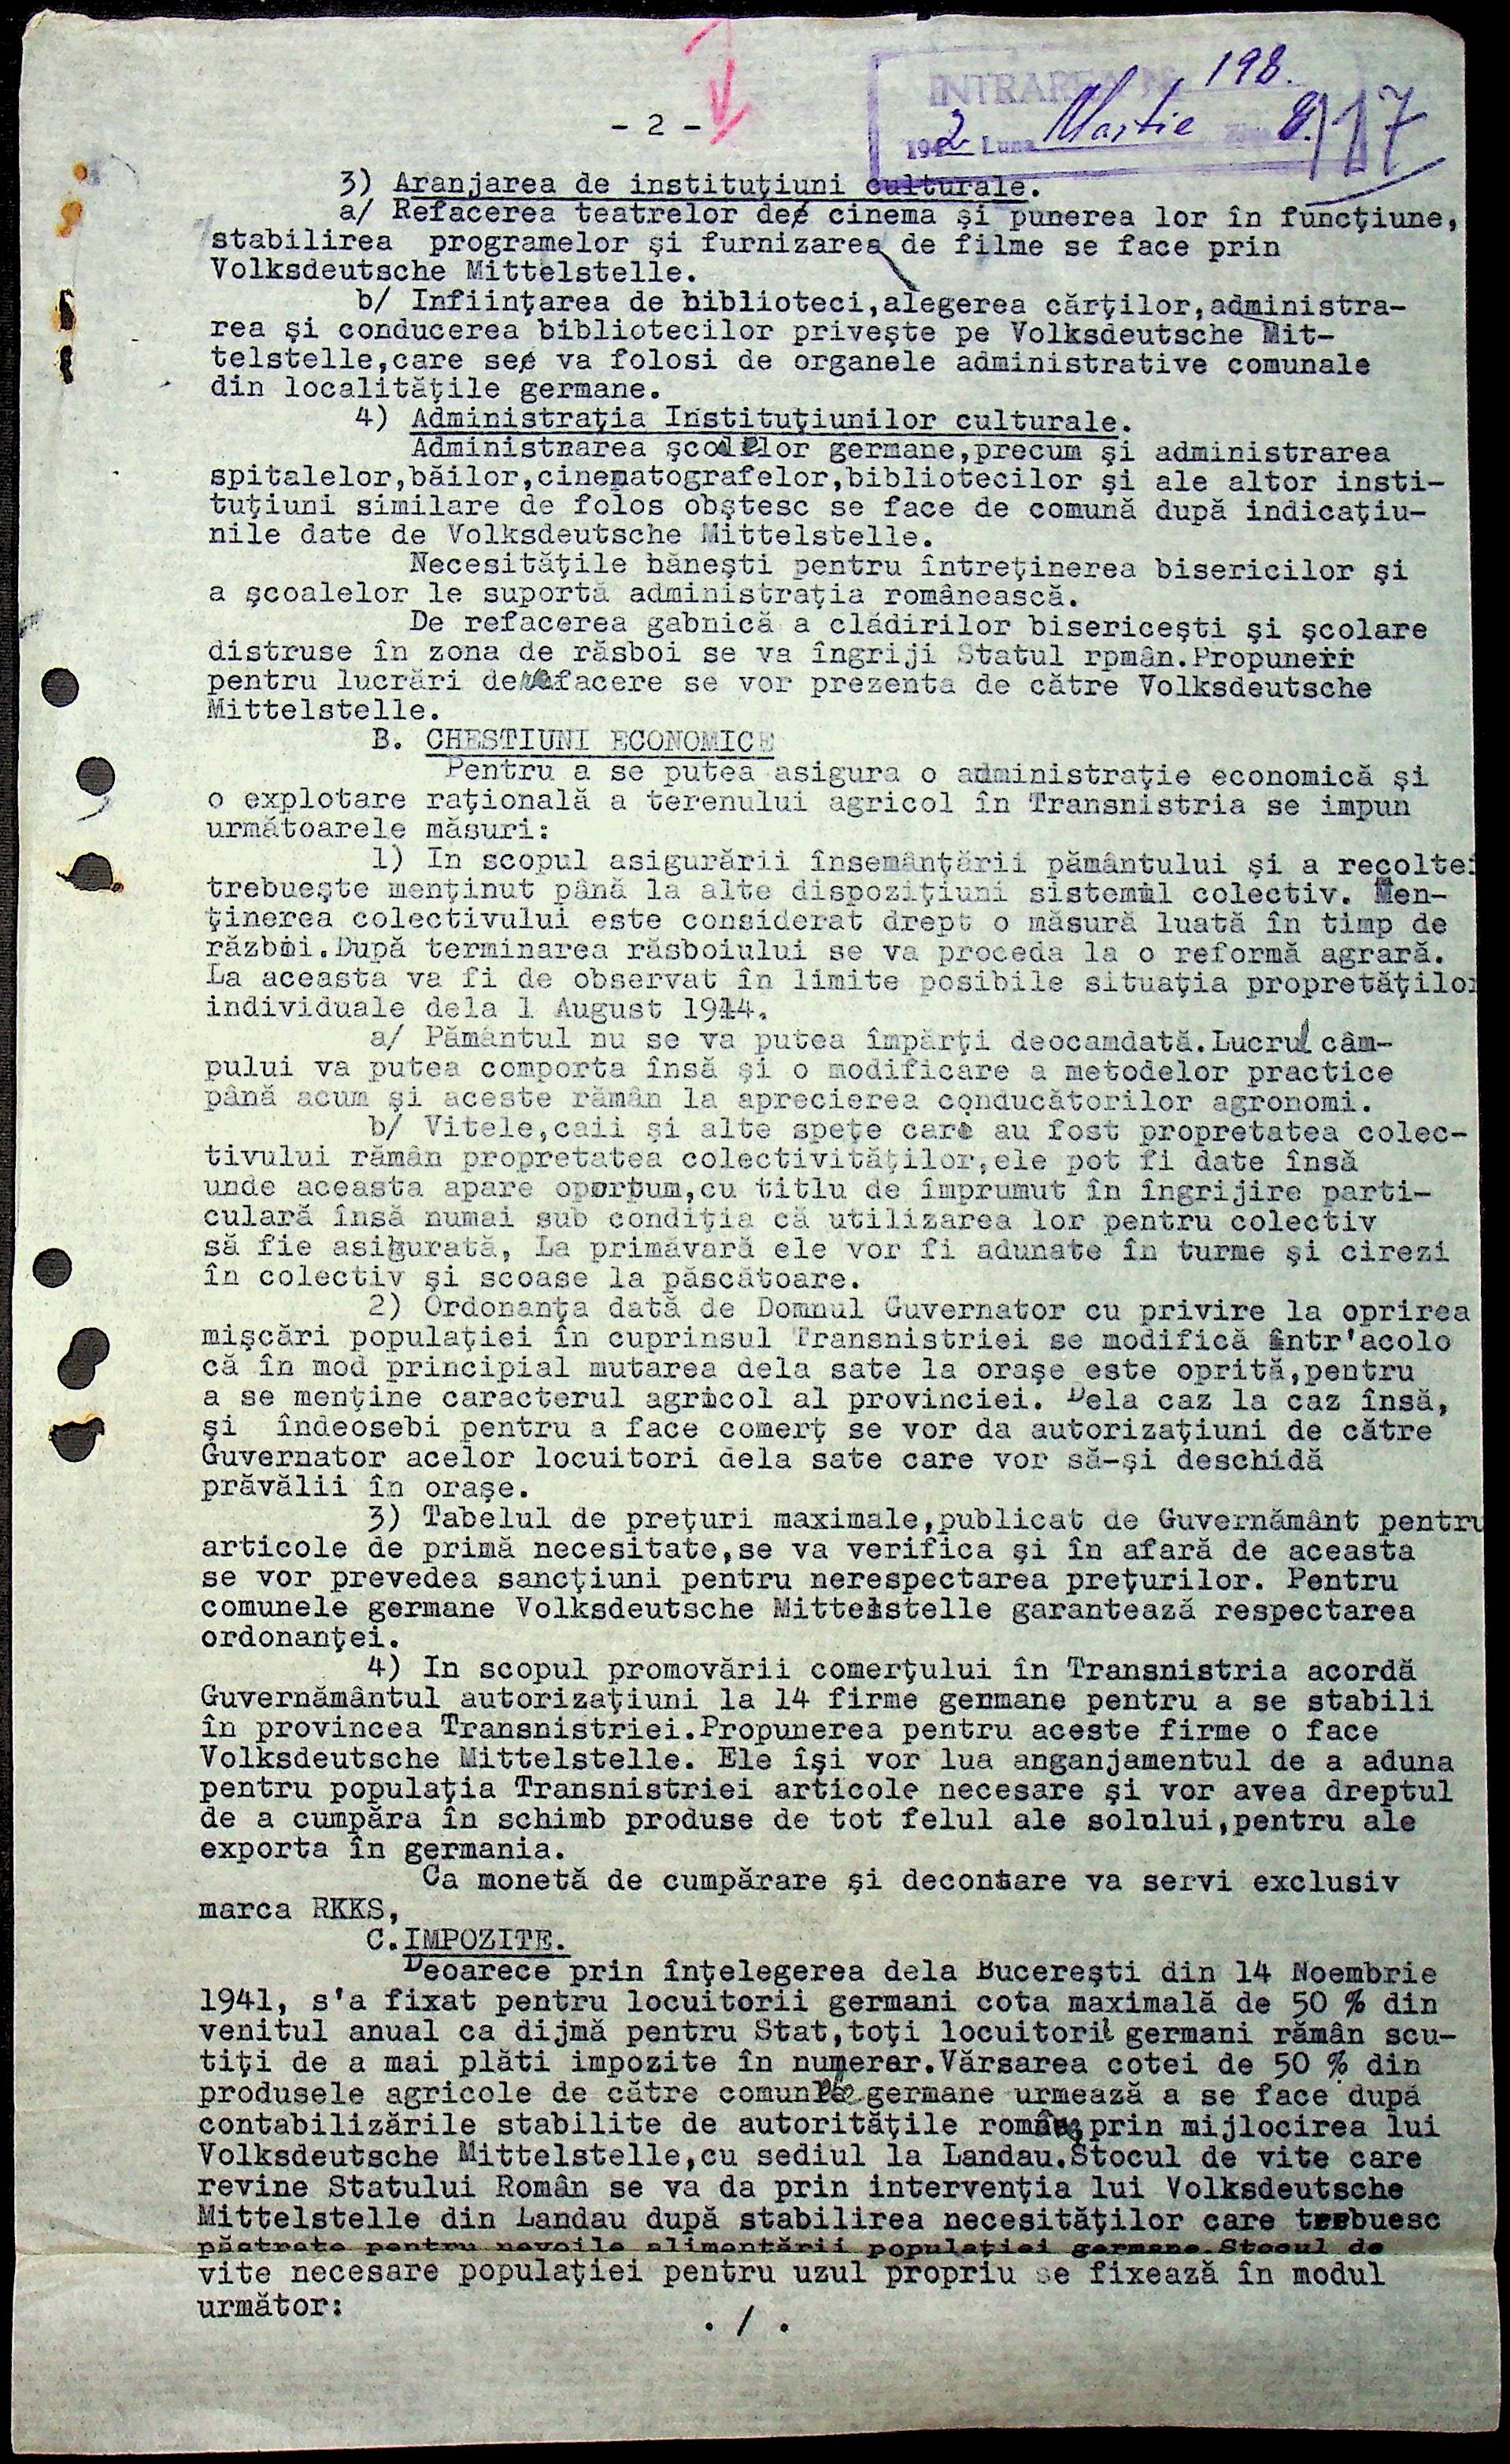 INTRAREA Nr. 198.
1942 Luna Martie Ziua 8.
17
- 2 -
3) Aranjarea de instituţiuni culturale.
a/ Refacerea teatrelor de cinema şi punerea lor în funcţiune,
stabilirea programelor şi furnizarea de filme se face prin
Volksdeutsche Mittelstelle.
b/ Infiinţarea de biblioteci,alegerea cărţilor,administra-
rea şi conducerea bibliotecilor priveşte pe Volksdeutsche Mit-
telstelle,care se va folosi de organele administrative comunale
din localităţile germane.
4) Administraţia Instituţiunilor culturale.
Administrarea şcolelor germane,precum şi administrarea
spitalelor,băilor,cinematografelor,bibliotecilor şi ale altor insti-
tuţiuni similare de folos obştesc se face de comună după indicaţiu-
nile date de Volksdeutsche Mittelstelle.
Necesităţile băneşti pentru întreţinerea bisericilor şi
a şcoalelor le suportă administraţia românească.
De refacerea gabnică a clădirilor bisericeşti şi şcolare
distruse în zona de răsboi se va îngriji Statul rpmân.Propuneri
pentru lucrări de refacere se vor prezenta de către Volksdeutsche
Mittelstelle.
B. CHESTIUNI ECONOMICE
Pentru a se putea asigura o administraţie economică şi
o explotare raţională a terenului agricol în Transnistria se impun
următoarele măsuri:
1) In scopul asigurării însemânţării pământului şi a recoltei
trebueşte menţinut până la alte dispoziţiuni sistemul colectiv. Men-
ţinerea colectivului este considerat drept o măsură luată în timp de
război.După terminarea răsboiului se va proceda la o reformă agrară.
La aceasta va fi de observat în limite posibile situaţia propretăţilor
individuale dela 1 August 1914.
a/ Pământul nu se va putea împărţi deocamdată.Lucrul câm-
pului va putea comporta însă şi o modificare a metodelor practice
până acum şi aceste rămân la aprecierea conducătorilor agronomi.
b/ Vitele,caii şi alte speţe care au fost propretatea colec-
tivului rămân propretatea colectivităţilor,ele pot fi date însă
unde aceasta apare oportum,cu titlu de împrumut în îngrijire parti-
culară însă numai sub condiţia că utilizarea lor pentru colectiv
să fie asigurată, La primăvară ele vor fi adunate în turme şi cirezi
în colectiv şi scoase la păscătoare.
2) Ordonanţa dată de Domnul Guvernator cu privire la oprirea
mişcări populaţiei în cuprinsul Transnistriei se modifică într'acolo
că în mod principial mutarea dela sate la oraşe este oprită,pentru
a se menţine caracterul agricol al provinciei. Dela caz la caz însă,
şi îndeosebi pentru a face comerţ se vor da autorizaţiuni de către
Guvernator acelor locuitori dela sate care vor să-şi deschidă
prăvălii în oraşe.
3) Tabelul de preţuri maximale,publicat de Guvernământ pentru
articole de primă necesitate,se va verifica şi în afară de aceasta
se vor prevedea sancţiuni pentru nerespectarea preţurilor. Pentru
comunele germane Volksdeutsche Mittelstelle garantează respectarea
ordonanţei.
4) In scopul promovării comerţului în Transnistria acordă
Guvernământul autorizaţiuni la 14 firme germane pentru a se stabili
în provincea Transnistriei.Propunerea pentru aceste firme o face
Volksdeutsche Mittelstelle. Ele îşi vor lua anganjamentul de a aduna
pentru populaţia Transnistriei articole necesare şi vor avea dreptul
de a cumpăra în schimb produse de tot felul ale solului,pentru ale
exporta în germania.
Ca monetă de cumpărare şi decontare va servi exclusiv
marca RKKS,
C.IMPOZITE.
Deoarece prin înţelegerea dela Bucereşti din 14 Noembrie
1941, s'a fixat pentru locuitorii germani cota maximală de 50 % din
venitul anual ca dijmă pentru Stat,toţi locuitorii germani rămân scu-
tiţi de a mai plăti impozite în numerar.Vărsarea cotei de 50 % din
produsele agricole de către comunele germane urmează a se face după
contabilizările stabilite de autorităţile române,prin mijlocirea lui
Volksdeutsche Mittelstelle,cu sediul la Landau.Stocul de vite care
revine Statului Român se va da prin intervenţia lui Volksdeutsche
Mittelstelle din Landau după stabilirea necesităţilor care trebuesc
păstrate pentru nevoile alimentării populaţiei germane.Stocul de
vite necesare populaţiei pentru uzul propriu se fixează în modul
următor:
. / .